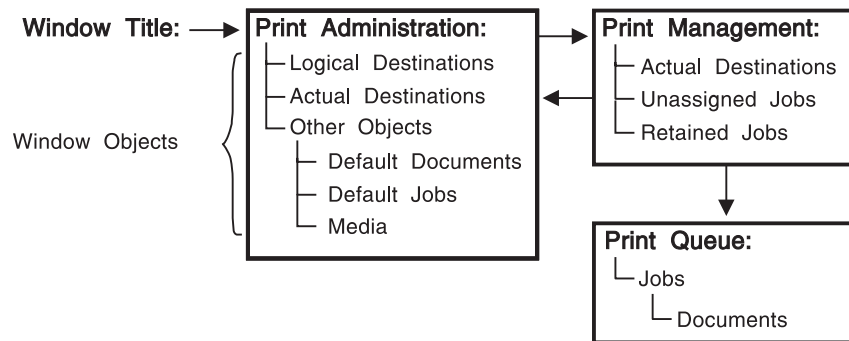 Window Title:
Print Administration:
Logical Destinations
Actual Destinations
Other Objects
Default Documents
Default Jobs
Media
Window Objects
Print Management:
Actual Destinations
Unassigned Jobs
Retained Jobs
Print Queue:
Jobs
Documents